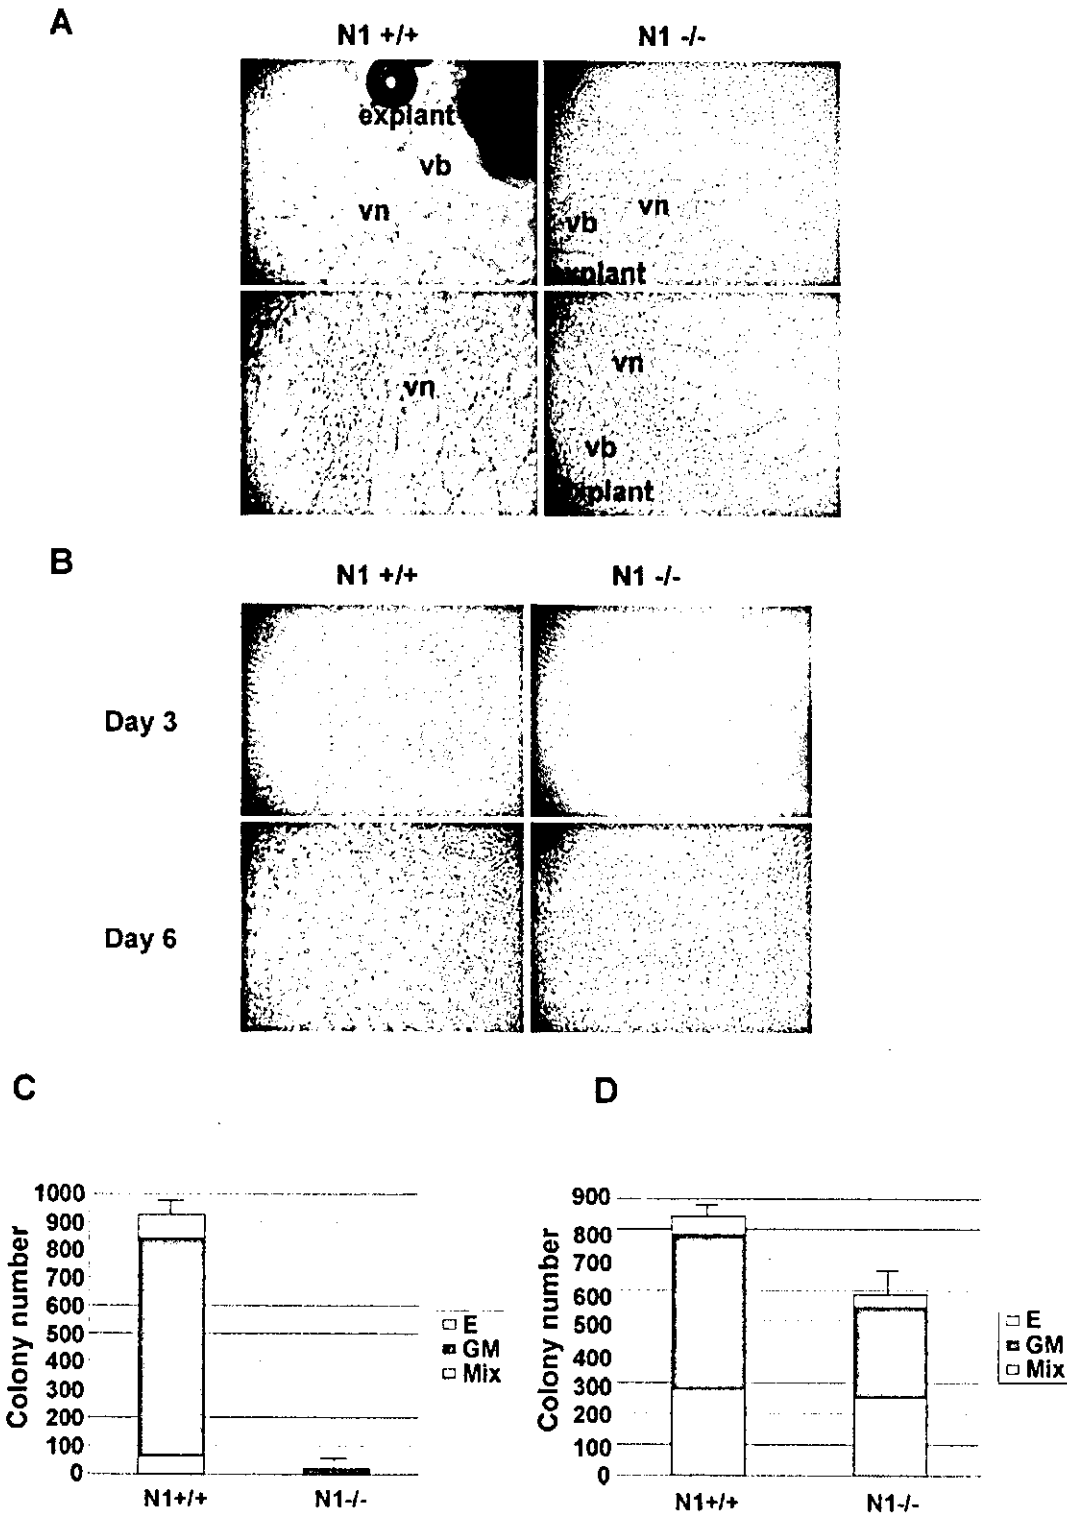 A
N1 +/+ N1 -/-
explant
vb
vn
vn
vb
explant
vn
vn
vb
explant
B
N1 +/+ N1 -/-
Day 3
Day 6
C
D
Colony number
1000
900
800
700
600
500
400
300
200
100
0
N1+/+ N1-/-
E
GM
Mix
Colony number
900
800
700
600
500
400
300
200
100
0
N1+/+ N1-/-
E
GM
Mix